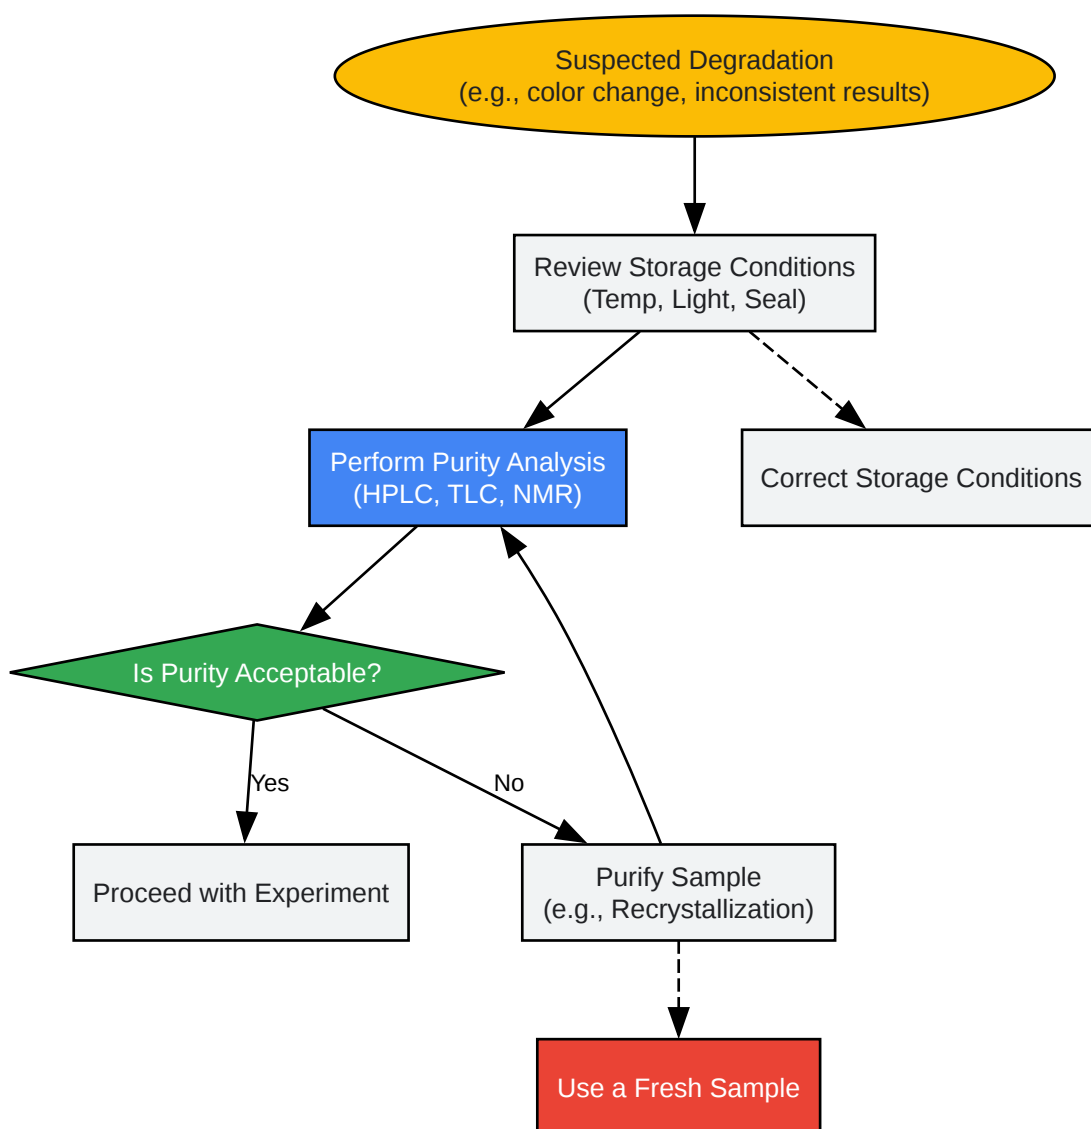 Suspected Degradation
(e.g., color change, inconsistent results)
Review Storage Conditions
(Temp, Light, Seal)
Perform Purity Analysis
(HPLC, TLC, NMR)
Correct Storage Conditions
Is Purity Acceptable?
Yes
No
Proceed with Experiment
Purify Sample
(e.g., Recrystallization)
Use a Fresh Sample